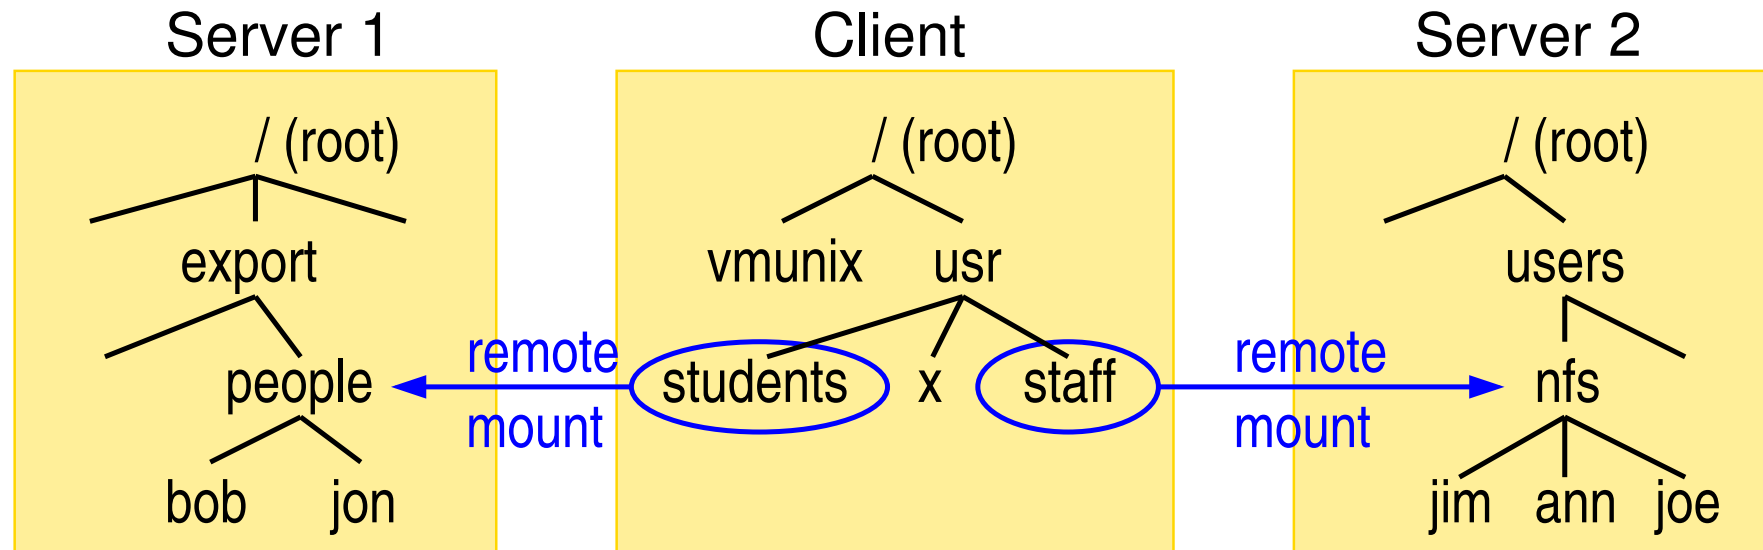 Server 1 Client Server 2
/ (root) / (root) / (root)
export vmunix usr users
remote remote
people students x staff nfs
mount mount
bob jon jim ann joe